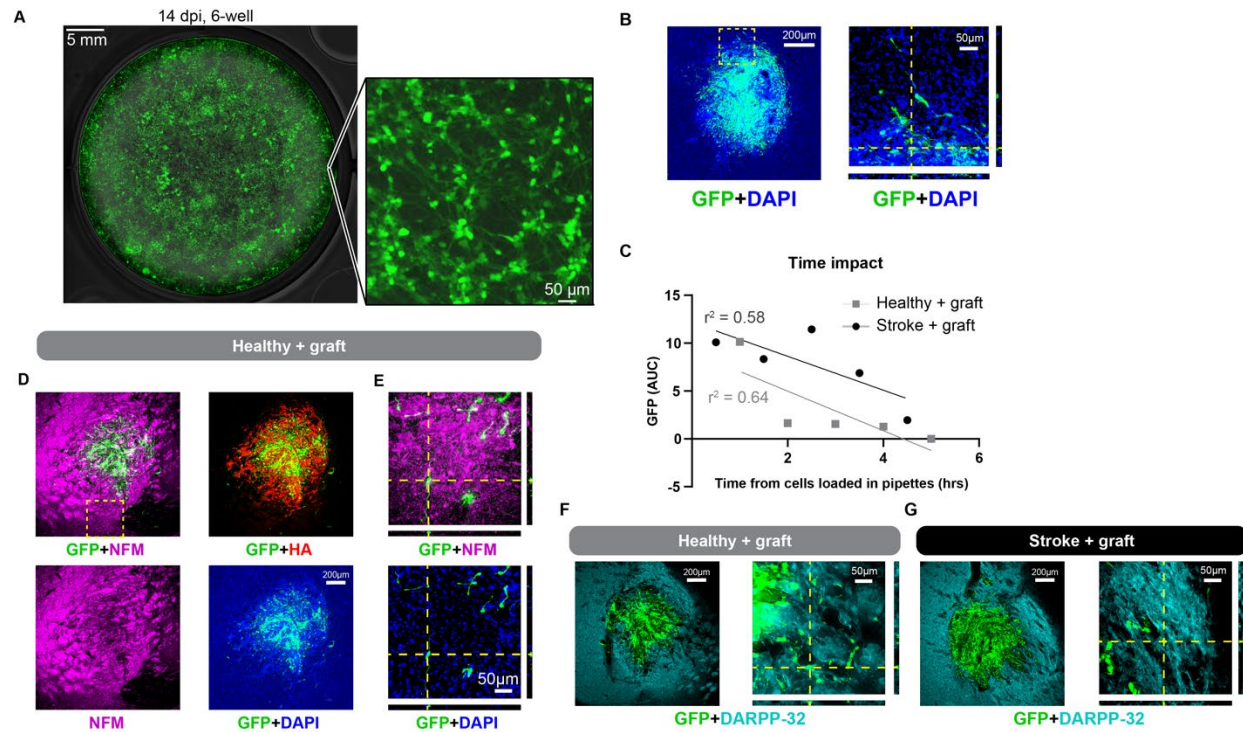 A
14 dpi, 6-well
5 mm
50 µm
B
200µm
50µm
GFP+DAPI
GFP+DAPI
C
Time impact
Healthy + graft
Stroke + graft
r² = 0.58
r² = 0.64
GFP (AUC)
15
10
5
0
-5
2
4
6
Time from cells loaded in pipettes (hrs)
Healthy + graft
D
E
GFP+NFM
GFP+HA
GFP+NFM
200µm
50µm
NFM
GFP+DAPI
GFP+DAPI
F
G
Healthy + graft
Stroke + graft
200µm
50µm
200µm
50µm
GFP+DARPP-32
GFP+DARPP-32